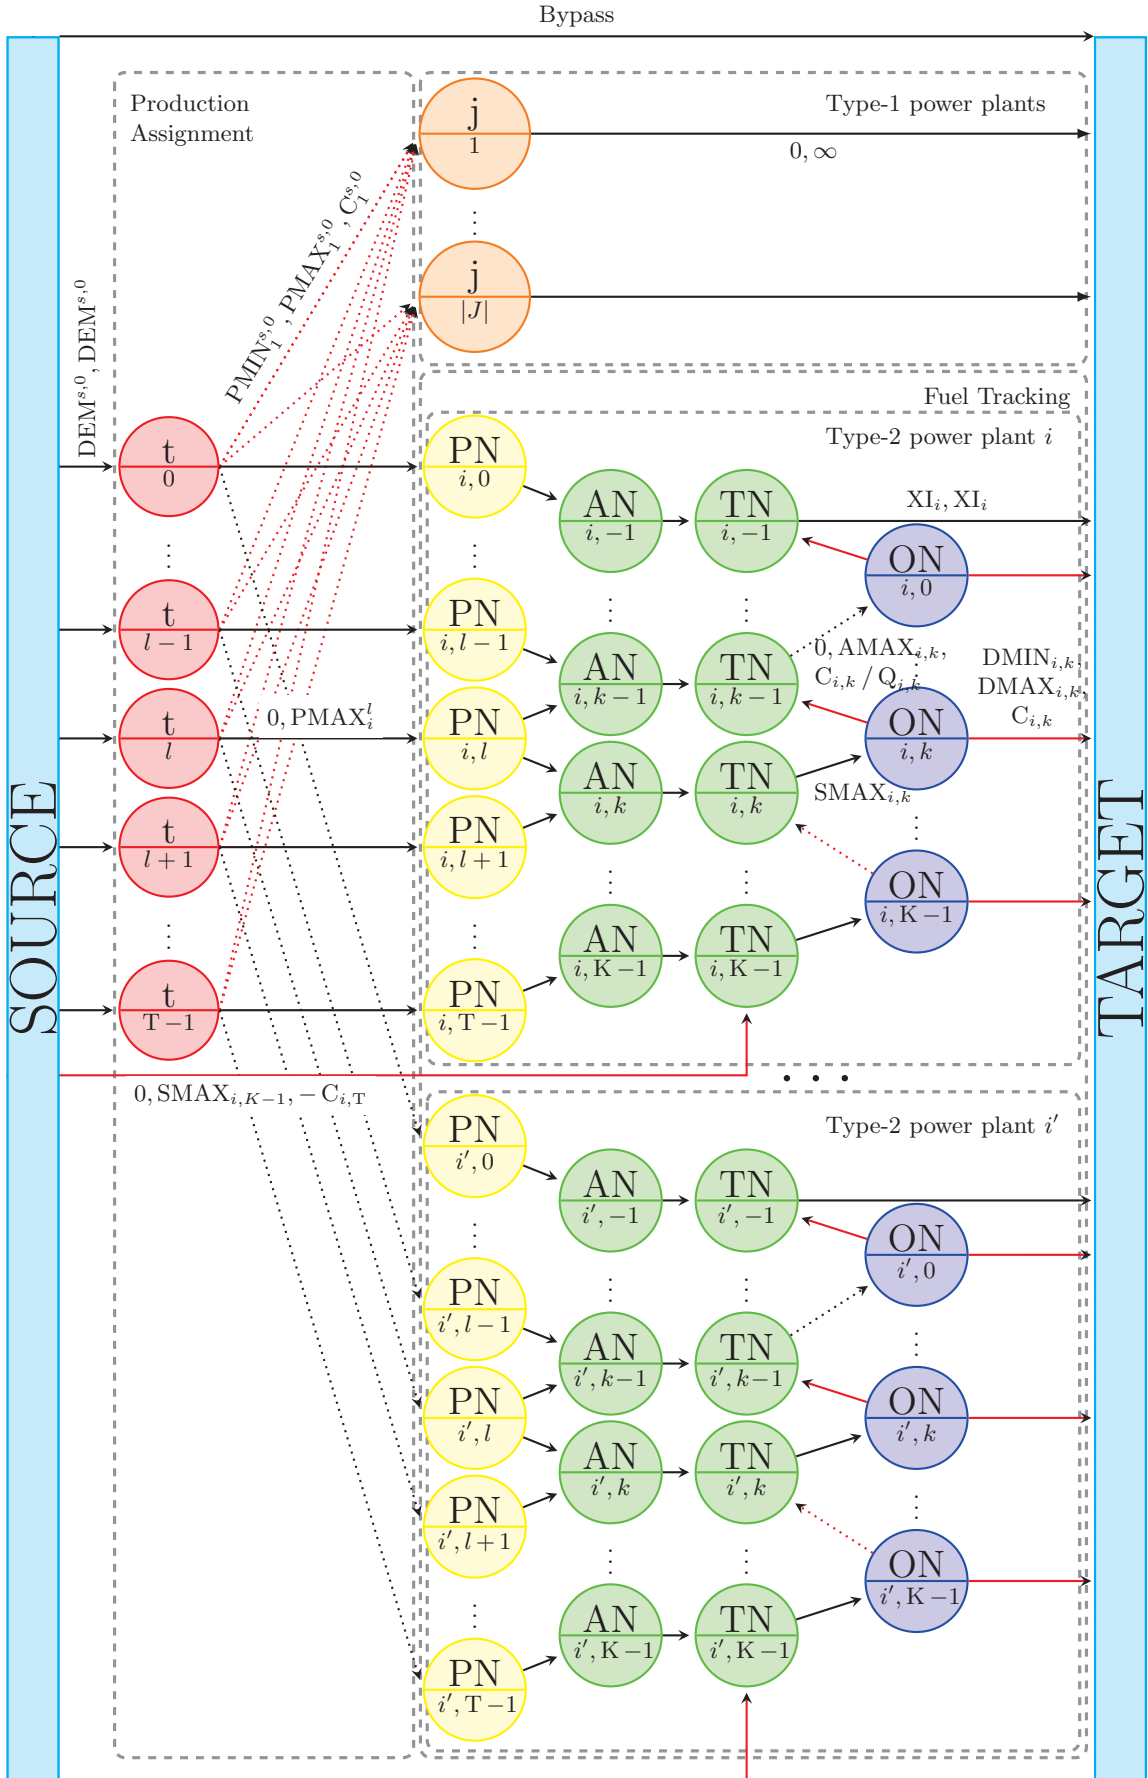 Bypass
Production
Assignment
j
1
Type-1 power plants
0, ∞
j
|J|
PMIN₁^{s,0}, PMAX₁^{s,0}, C₁^{s,0}
DEM^{s,0}, DEM^{s,0}
Fuel Tracking
Type-2 power plant i
t
0
PN
i, 0
AN
i, −1
TN
i, −1
XI_i, XI_i
ON
i, 0
t
l−1
PN
i, l−1
AN
i, k−1
TN
i, k−1
0, AMAX_{i,k},
C_{i,k} / Q_{i,k}
DMIN_{i,k},
DMAX_{i,k},
C_{i,k}
t
l
0, PMAX_i^l
PN
i, l
ON
i, k
AN
i, k
TN
i, k
SMAX_{i,k}
t
l+1
PN
i, l+1
ON
i, K−1
AN
i, K−1
TN
i, K−1
t
T−1
PN
i, T−1
SOURCE
TARGET
0, SMAX_{i,K−1}, − C_{i,T}
Type-2 power plant i′
PN
i′, 0
AN
i′, −1
TN
i′, −1
ON
i′, 0
PN
i′, l−1
AN
i′, k−1
TN
i′, k−1
PN
i′, l
ON
i′, k
AN
i′, k
TN
i′, k
PN
i′, l+1
ON
i′, K−1
AN
i′, K−1
TN
i′, K−1
PN
i′, T−1